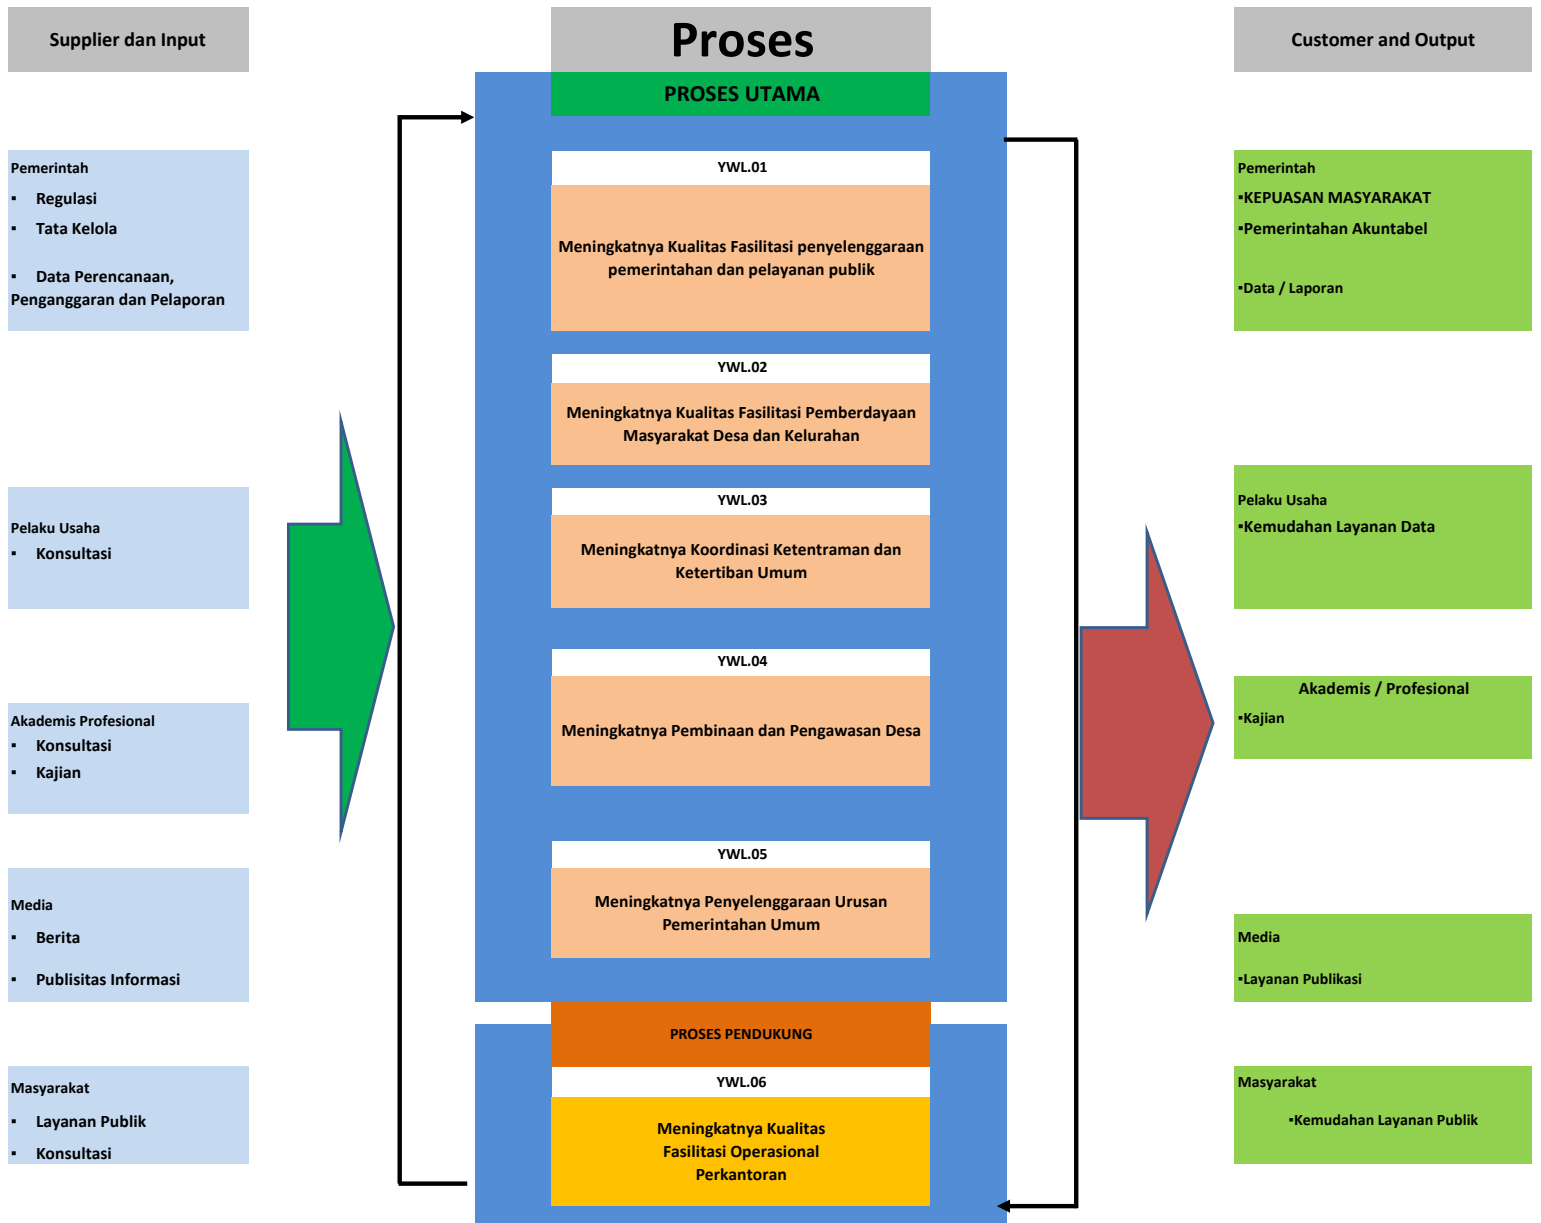 Supplier dan Input
Proses
Customer and Output
PROSES UTAMA
Pemerintah
▪ Regulasi
▪ Tata Kelola
▪ Data Perencanaan,
Penganggaran dan Pelaporan
Pelaku Usaha
▪ Konsultasi
Akademis Profesional
▪ Konsultasi
▪ Kajian
Media
▪ Berita
▪ Publisitas Informasi
Masyarakat
▪ Layanan Publik
▪ Konsultasi
YWL.01
Meningkatnya Kualitas Fasilitasi penyelenggaraan
pemerintahan dan pelayanan publik
YWL.02
Meningkatnya Kualitas Fasilitasi Pemberdayaan
Masyarakat Desa dan Kelurahan
YWL.03
Meningkatnya Koordinasi Ketentraman dan
Ketertiban Umum
YWL.04
Meningkatnya Pembinaan dan Pengawasan Desa
YWL.05
Meningkatnya Penyelenggaraan Urusan
Pemerintahan Umum
PROSES PENDUKUNG
YWL.06
Meningkatnya Kualitas
Fasilitasi Operasional
Perkantoran
Pemerintah
▪KEPUASAN MASYARAKAT
▪Pemerintahan Akuntabel
▪Data / Laporan
Pelaku Usaha
▪Kemudahan Layanan Data
Akademis / Profesional
▪Kajian
Media
▪Layanan Publikasi
Masyarakat
▪Kemudahan Layanan Publik